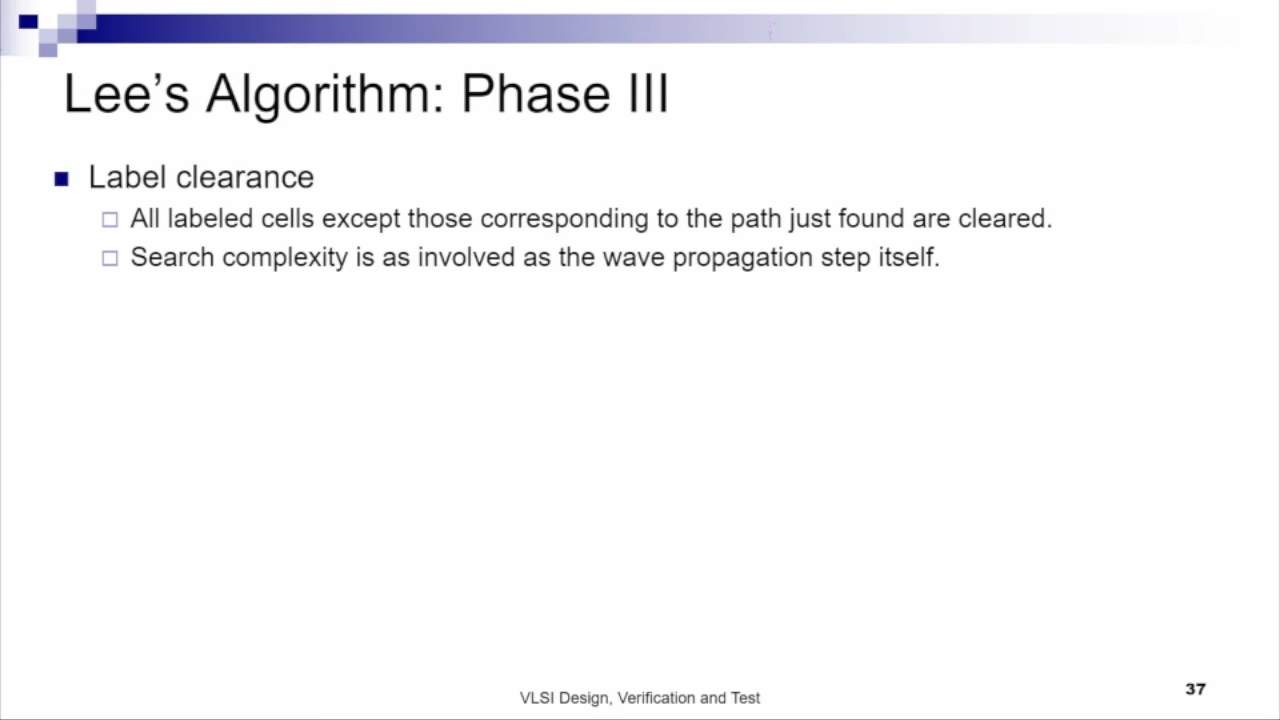 Lee's Algorithm: Phase III
Label clearance
All labeled cells except those corresponding to the path just found are cleared.
Search complexity is as involved as the wave propagation step itself.
VLSI Design, Verification and Test
37